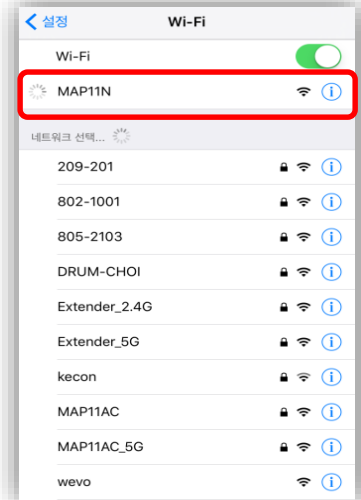 설정 Wi-Fi
Wi-Fi
MAP11N
네트워크 선택...
209-201
802-1001
805-2103
DRUM-CHOI
Extender_2.4G
Extender_5G
kecon
MAP11AC
MAP11AC_5G
wevo